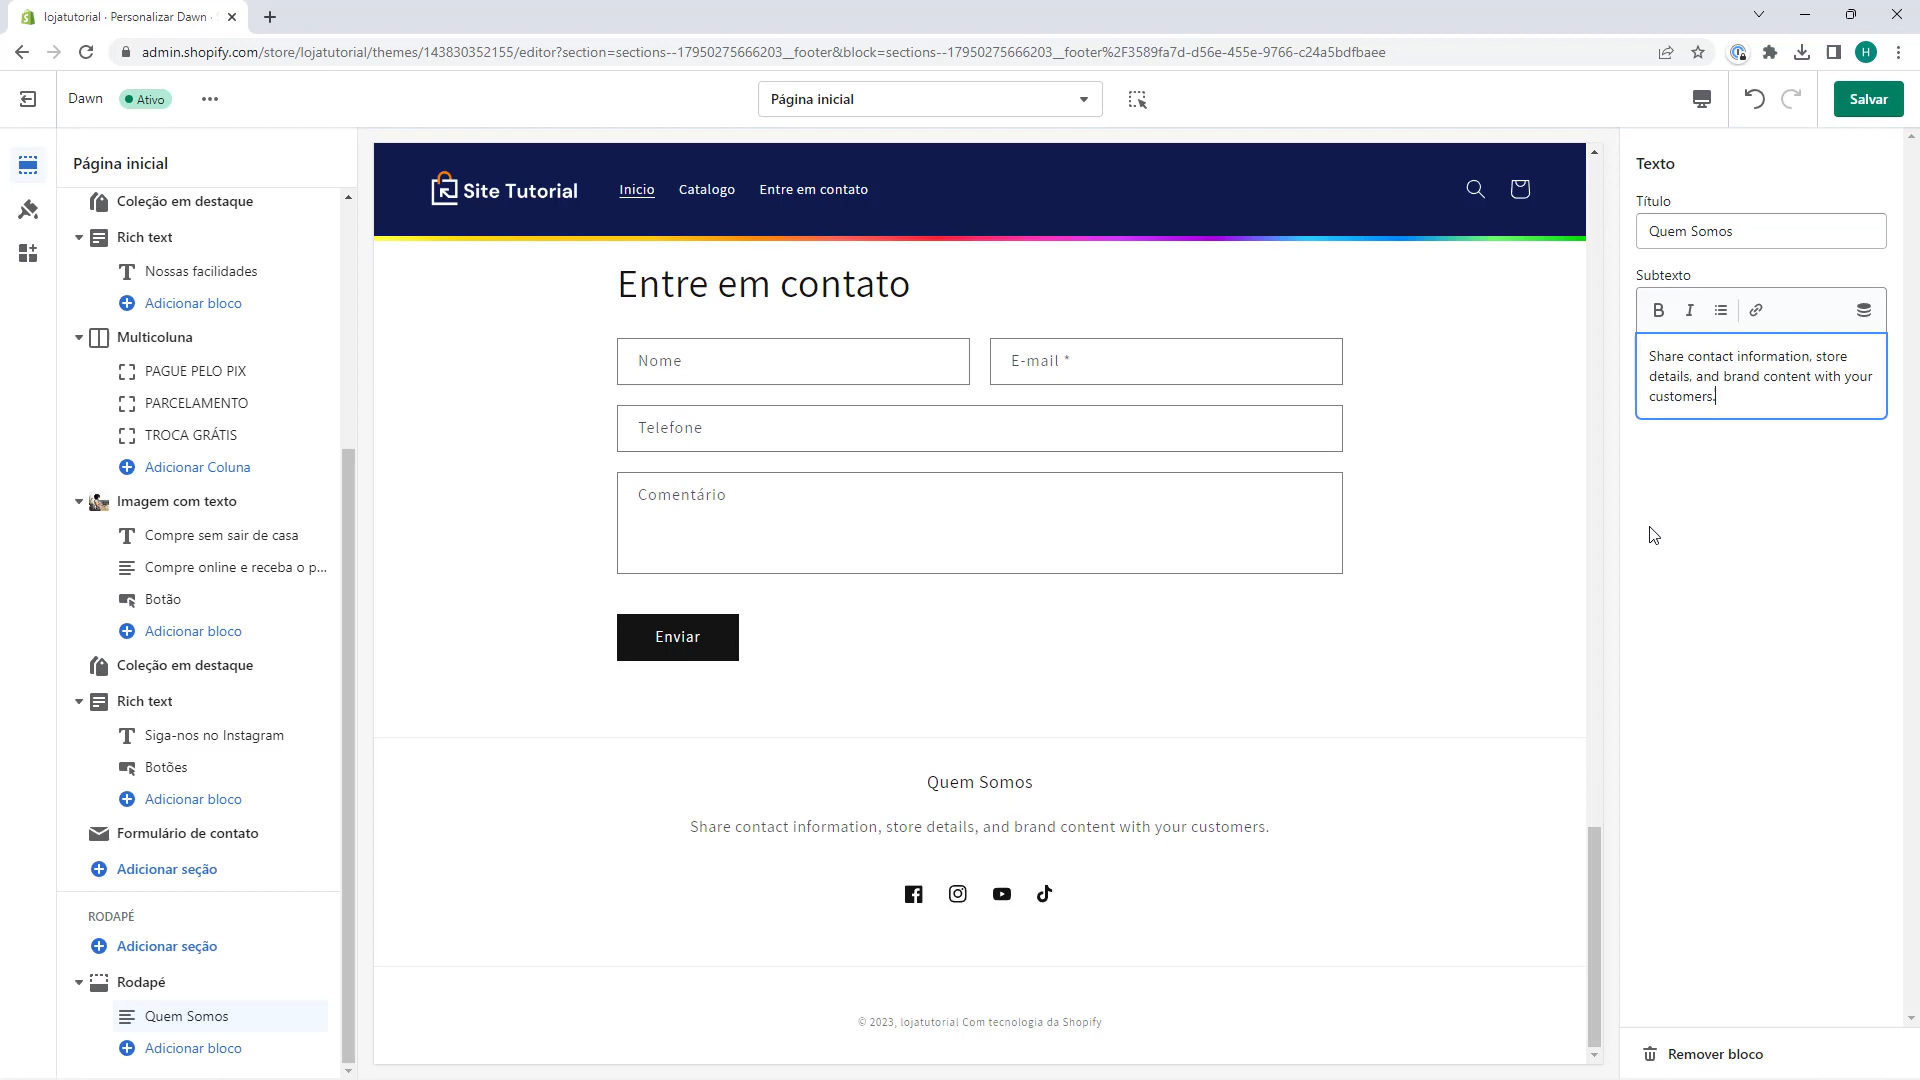 lojatutorial · Personalizar Dawn ·
admin.shopify.com/store/lojatutorial/themes/143830352155/editor?section=sections--17950275666203__footer&block=sections--17950275666203__footer%2F3589fa7d-d56e-455e-9766-c24a5bdfbaee
H
Dawn
Ativo
Página inicial
Salvar
Página inicial
Coleção em destaque
Rich text
Nossas facilidades
Adicionar bloco
Multicoluna
PAGUE PELO PIX
PARCELAMENTO
TROCA GRÁTIS
Adicionar Coluna
Imagem com texto
Compre sem sair de casa
Compre online e receba o p...
Botão
Adicionar bloco
Coleção em destaque
Rich text
Siga-nos no Instagram
Botões
Adicionar bloco
Formulário de contato
Adicionar seção
RODAPÉ
Adicionar seção
Rodapé
Quem Somos
Adicionar bloco
Site Tutorial
Inicio Catalogo Entre em contato
Entre em contato
Nome
E-mail *
Telefone
Comentário
Enviar
Quem Somos
Share contact information, store details, and brand content with your customers.
© 2023, lojatutorial Com tecnologia da Shopify
Texto
Título
Quem Somos
Subtexto
B I
Share contact information, store
details, and brand content with your
customers.
Remover bloco